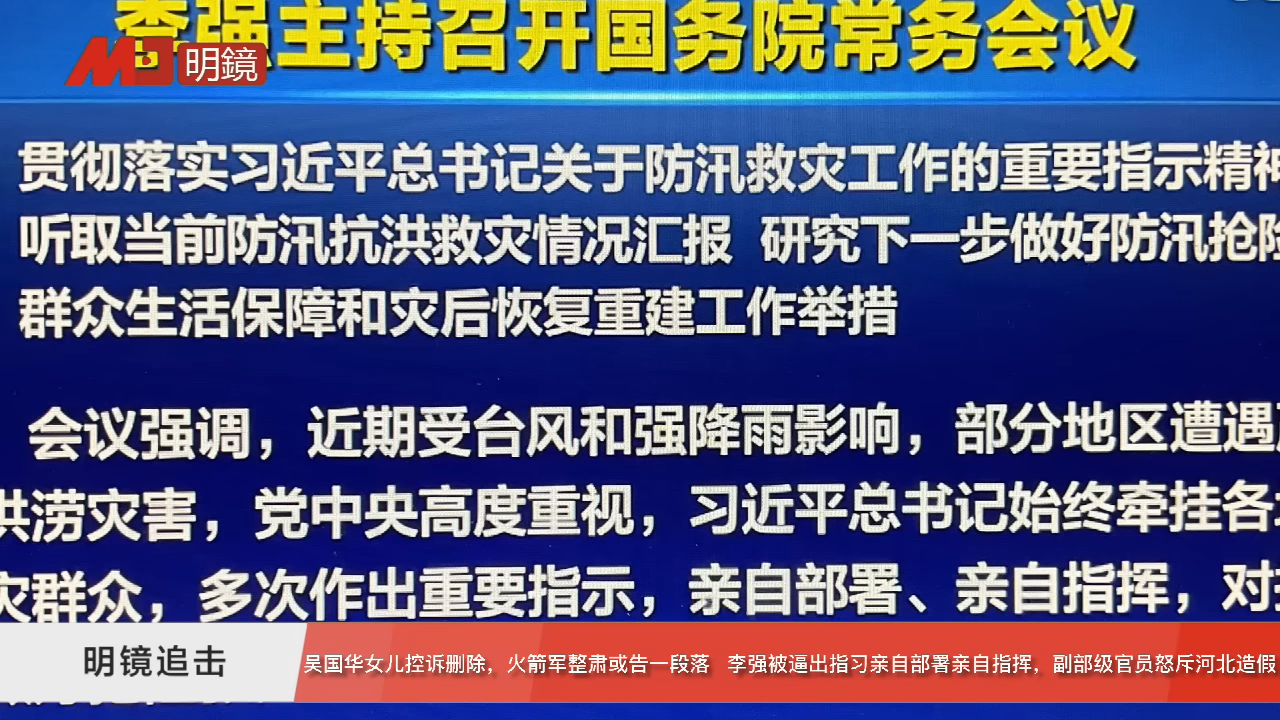 李强主持召开国务院常务会议
明鏡
贯彻落实习近平总书记关于防汛救灾工作的重要指示精神
听取当前防汛抗洪救灾情况汇报 研究下一步做好防汛抢险
群众生活保障和灾后恢复重建工作举措
会议强调，近期受台风和强降雨影响，部分地区遭遇
洪涝灾害，党中央高度重视，习近平总书记始终牵挂各
灾群众，多次作出重要指示，亲自部署、亲自指挥，对
明镜追击
吴国华女儿控诉删除，火箭军整肃或告一段落 李强被逼出指习亲自部署亲自指挥，副部级官员怒斥河北造假